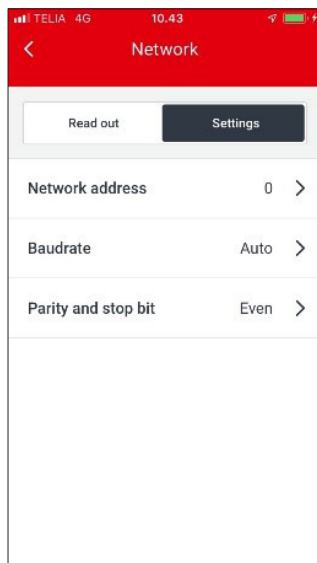 TELIA 4G 10.43
Network
Read out Settings
Network address 0
Baudrate Auto
Parity and stop bit Even